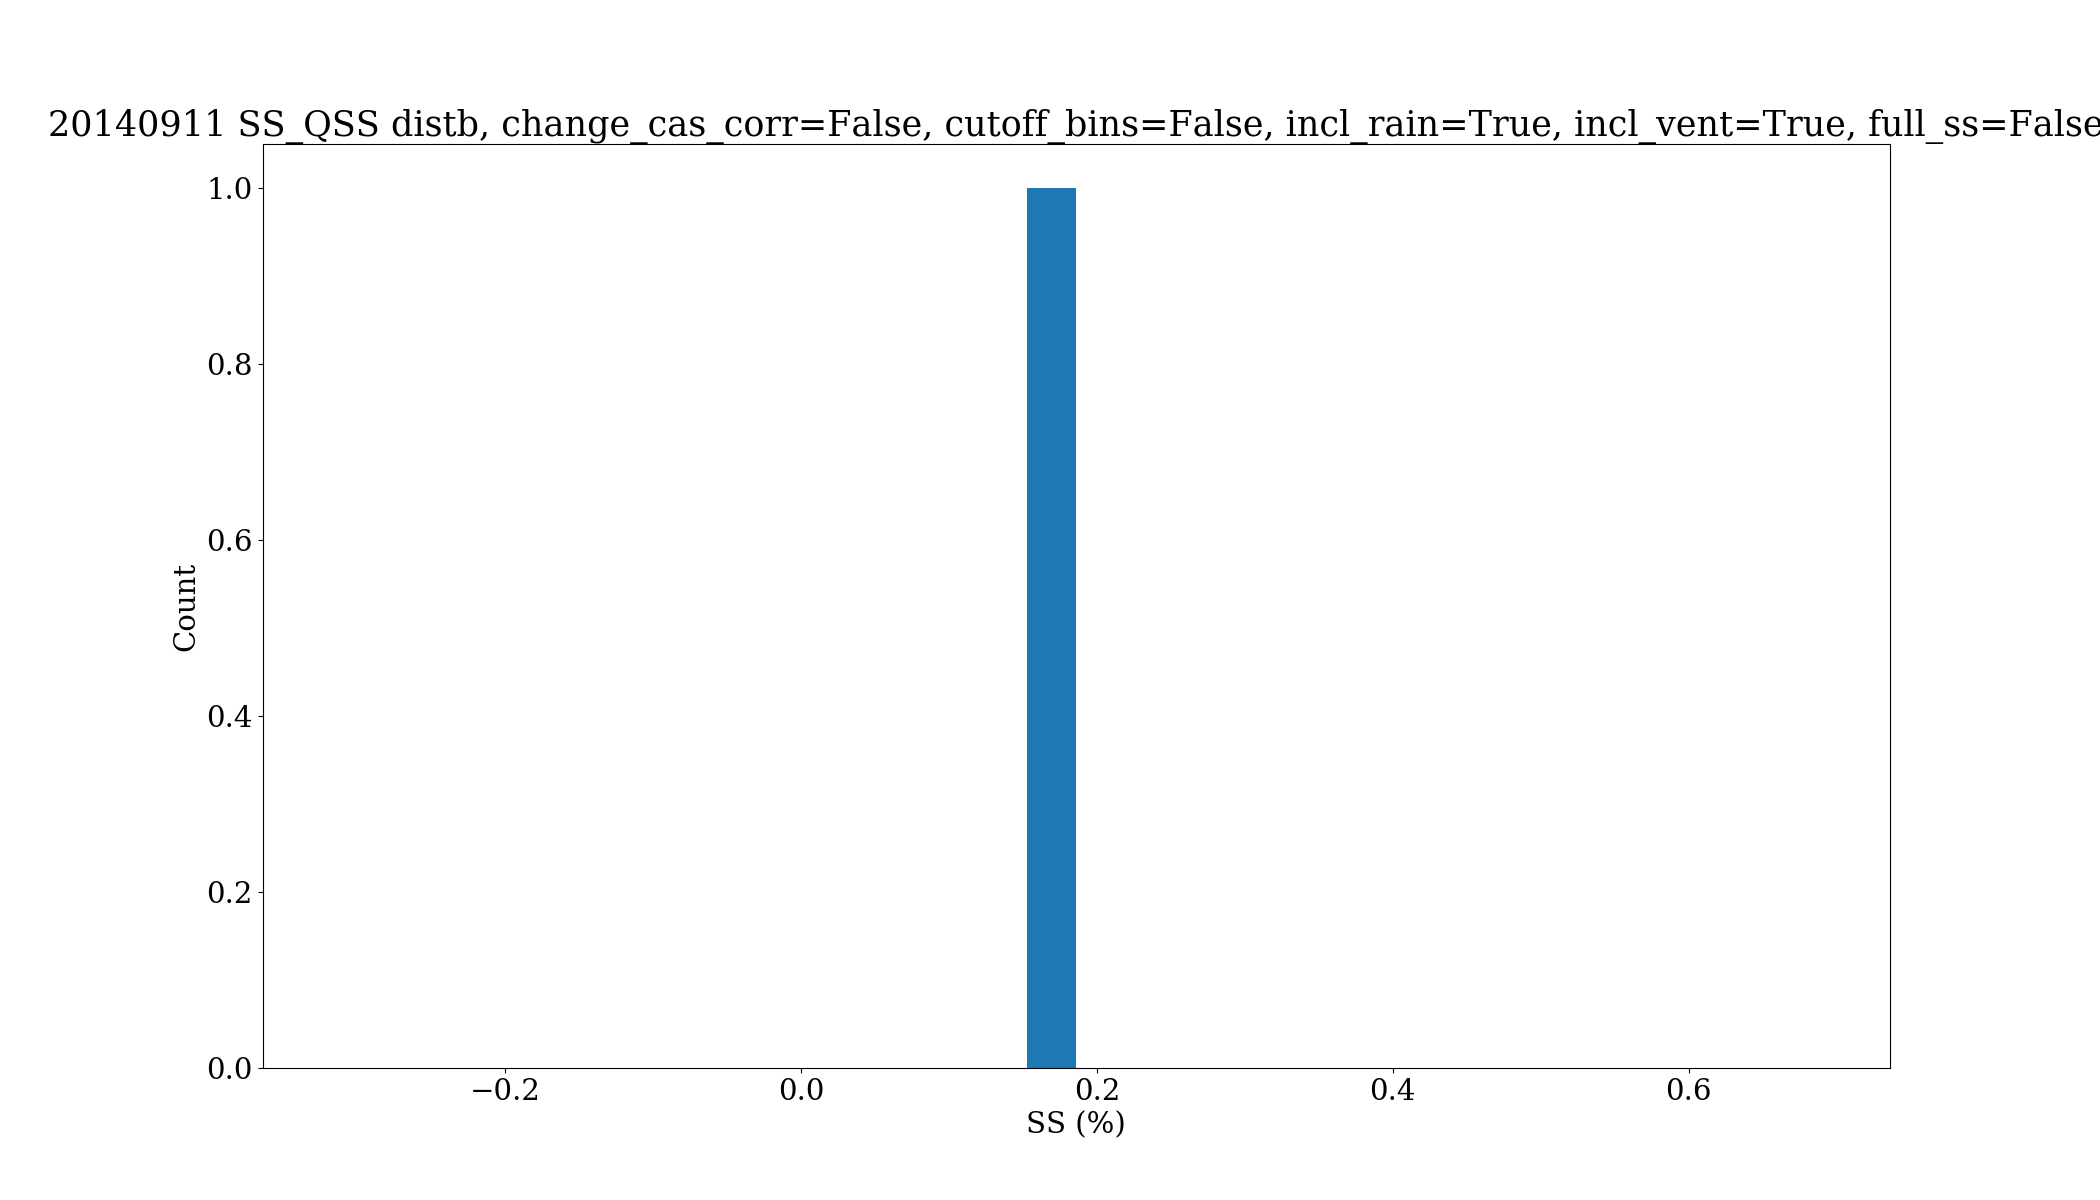 20140911 SS_QSS distb, change_cas_corr=False, cutoff_bins=False, incl_rain=True, incl_vent=True, full_ss=False
1.0
0.8
0.6
0.4
0.2
0.0
Count
−0.2 0.0 0.2 0.4 0.6
SS (%)